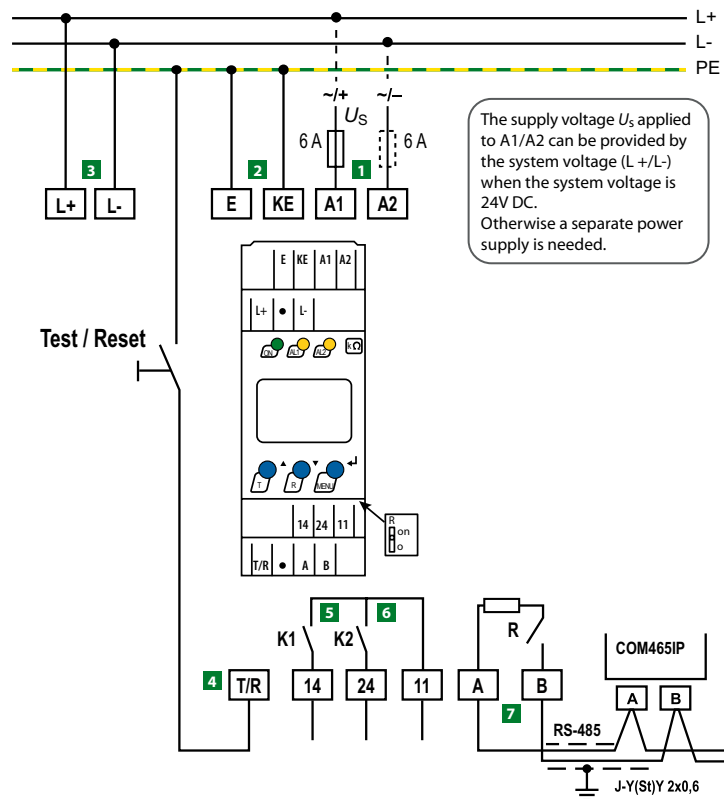 L+
L-
PE
~/+
~/–
US
6 A
6 A
The supply voltage US applied
to A1/A2 can be provided by
the system voltage (L +/L-)
when the system voltage is
24V DC.
Otherwise a separate power
supply is needed.
3
2
1
L+
L-
E
KE
A1
A2
E
KE
A1
A2
L+
L-
Test / Reset
ON
AL1
AL2
kΩ
T
R
MENU
14
24
11
R
on
o
T/R
A
B
5
6
K1
K2
R
COM465IP
4
T/R
14
24
11
A
B
A
B
7
RS-485
J-Y(St)Y 2x0,6